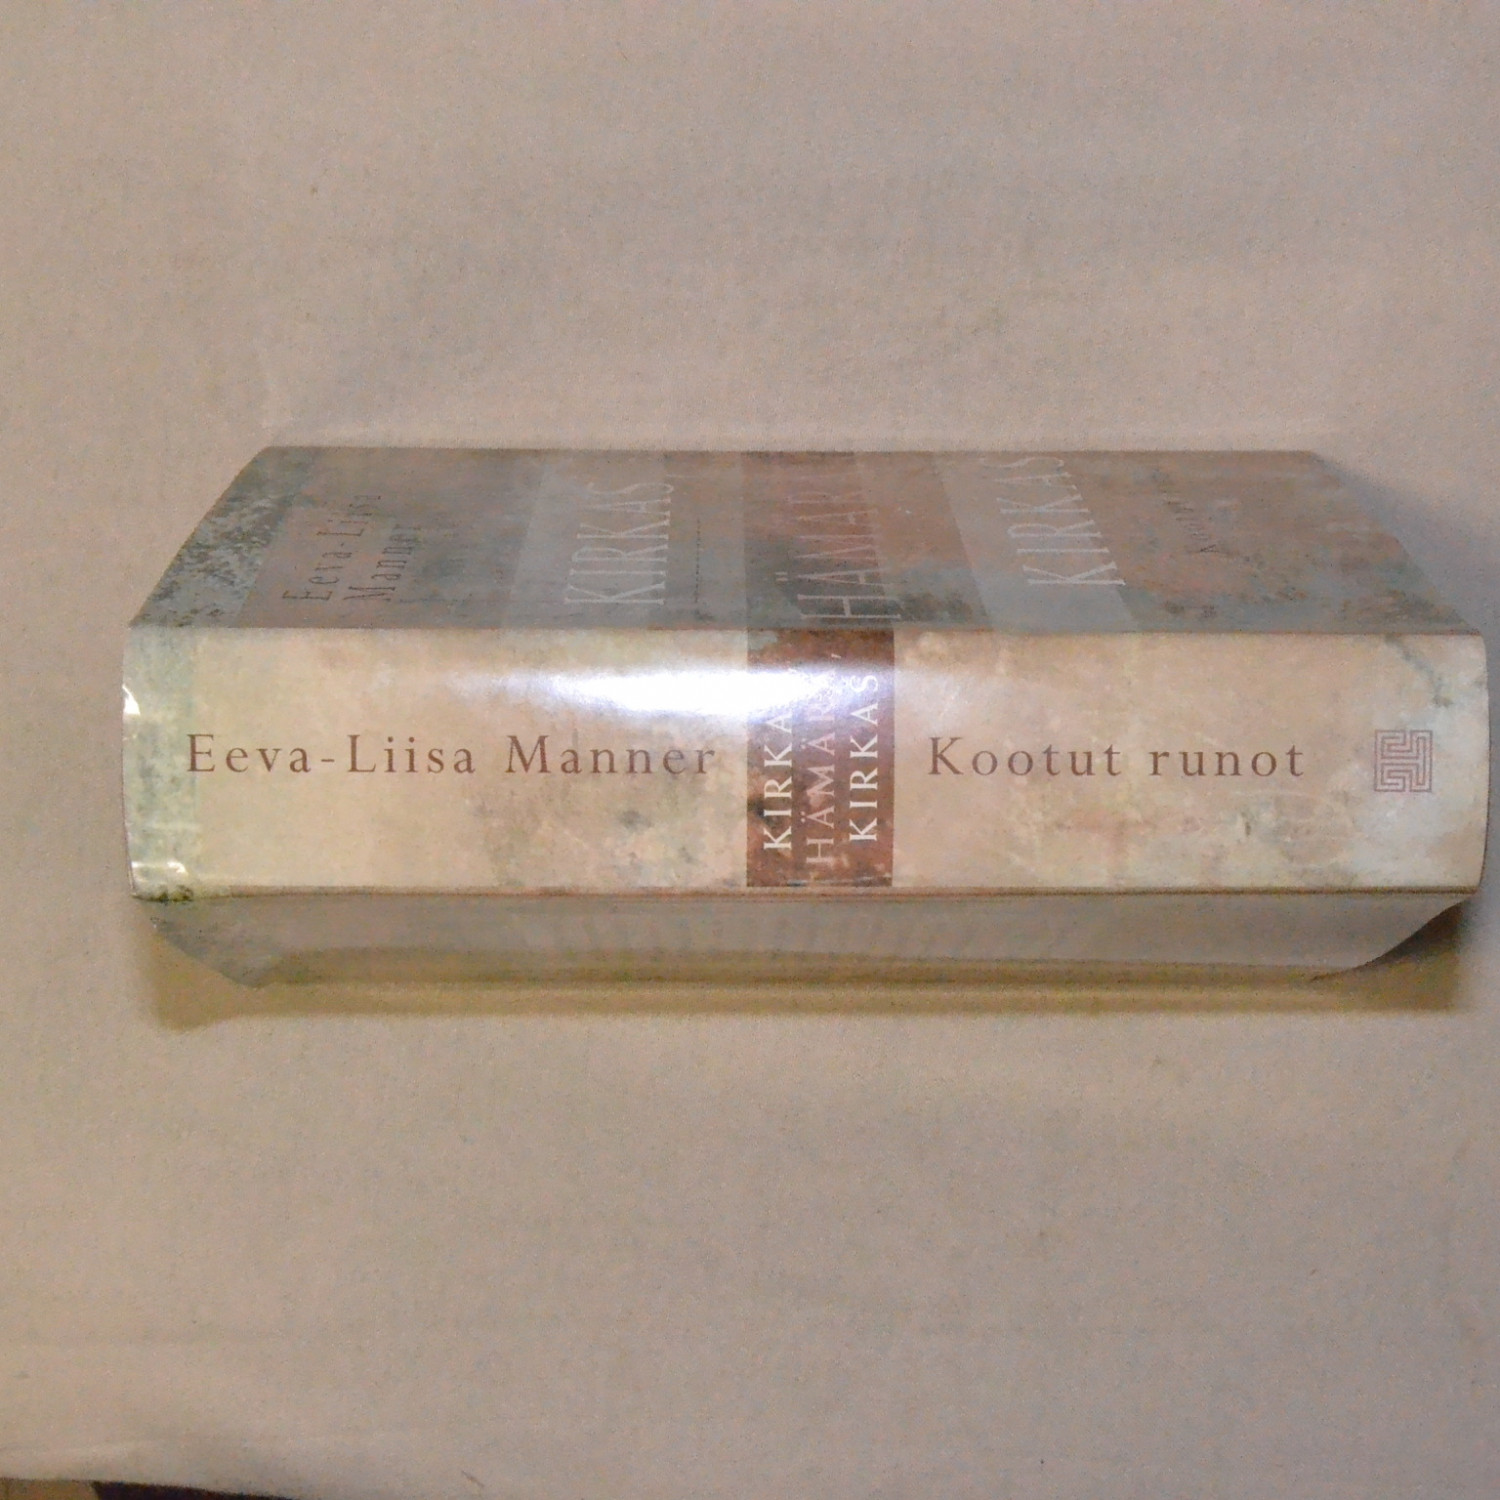 Eeva-Liisa
Manner
KIRKAS,
HÄMÄRÄ,
KIRKAS
Eeva-Liisa Manner
KIRKAS,
HÄMÄRÄ,
KIRKAS
Kootut runot